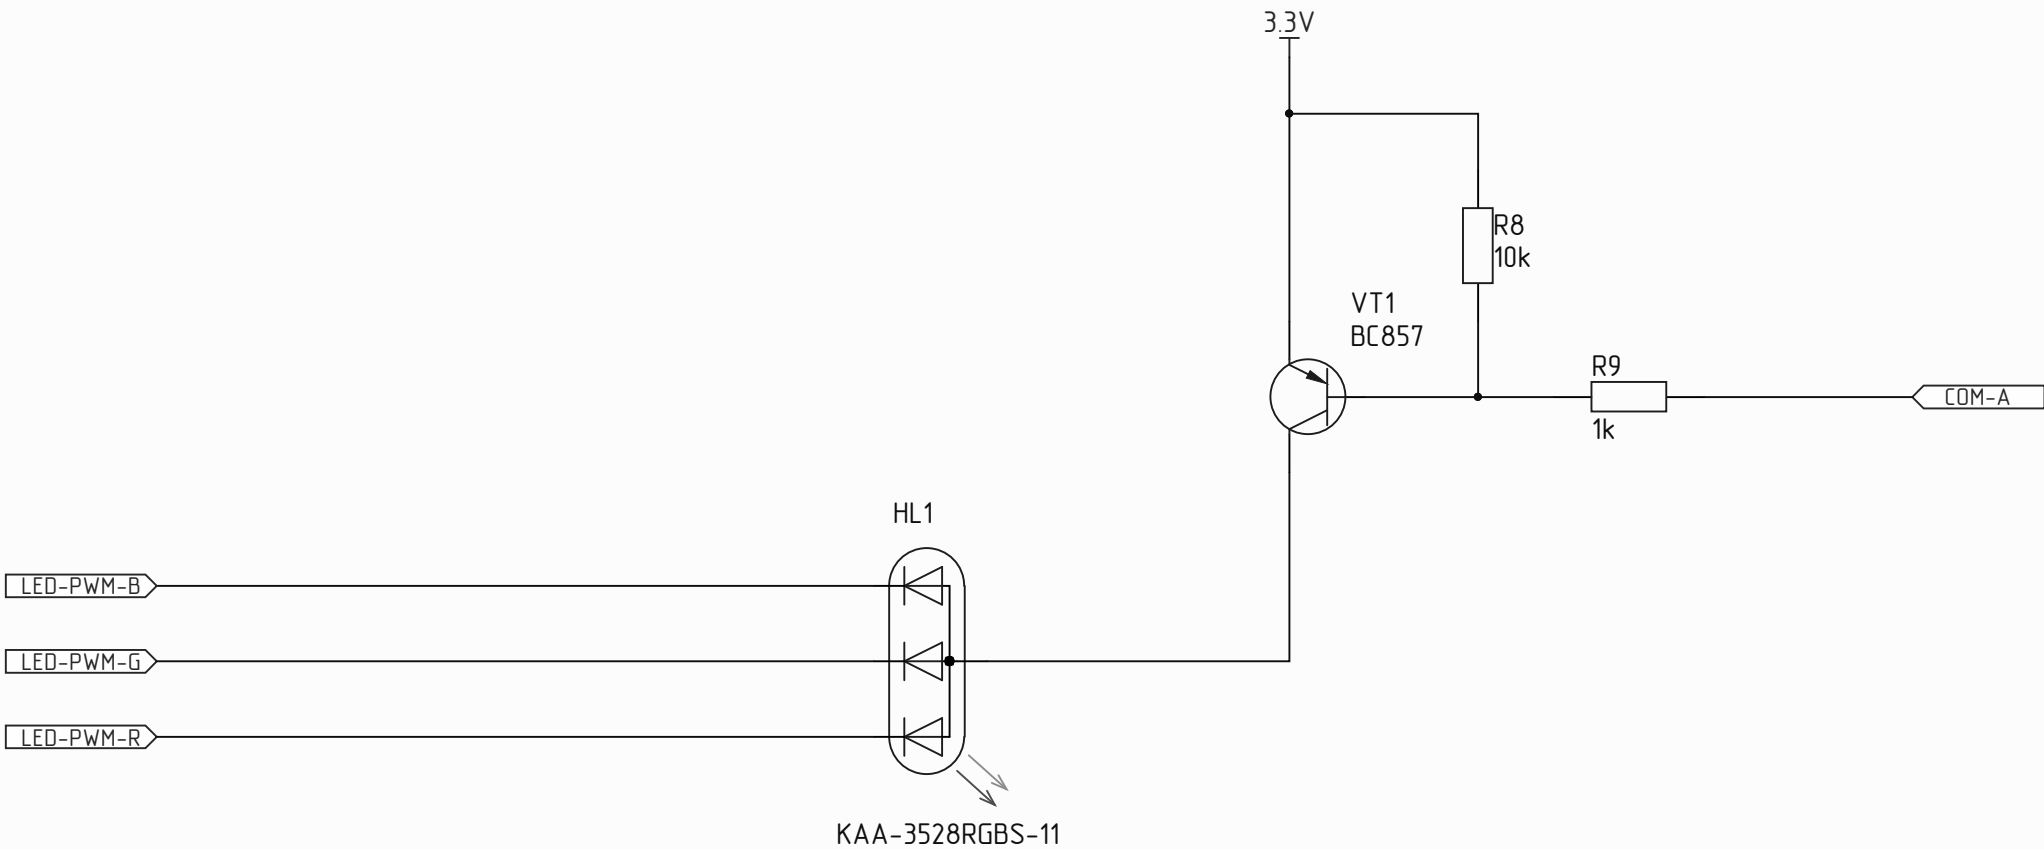 3.3V
R8
10k
VT1
BC857
R9
COM-A
1k
HL1
LED-PWM-B
LED-PWM-G
LED-PWM-R
KAA-3528RGBS-11